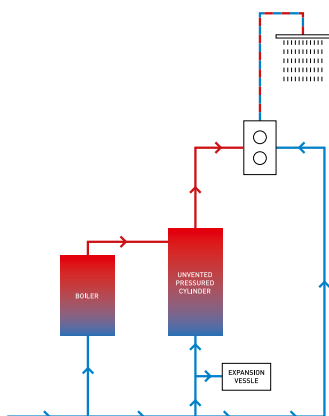 BOILER
UNVENTED
PRESSURED
CYLINDER
EXPANSION
VESSLE